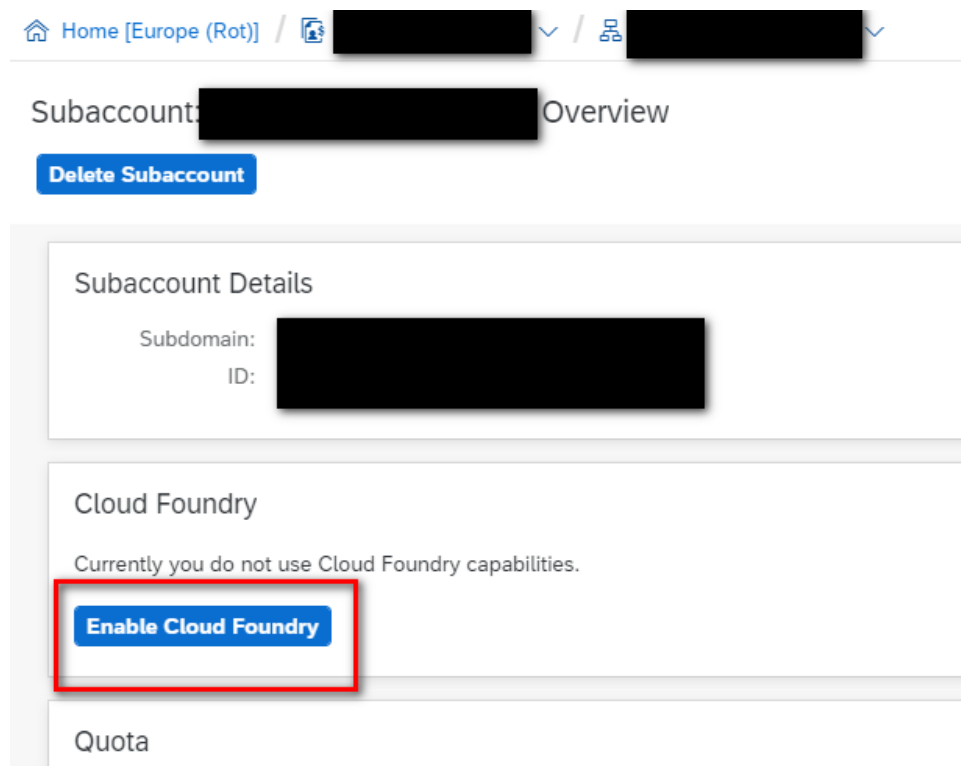 Home [Europe (Rot)] / /
Subaccount: Overview
Delete Subaccount
Subaccount Details
Subdomain:
ID:
Cloud Foundry
Currently you do not use Cloud Foundry capabilities.
Enable Cloud Foundry
Quota